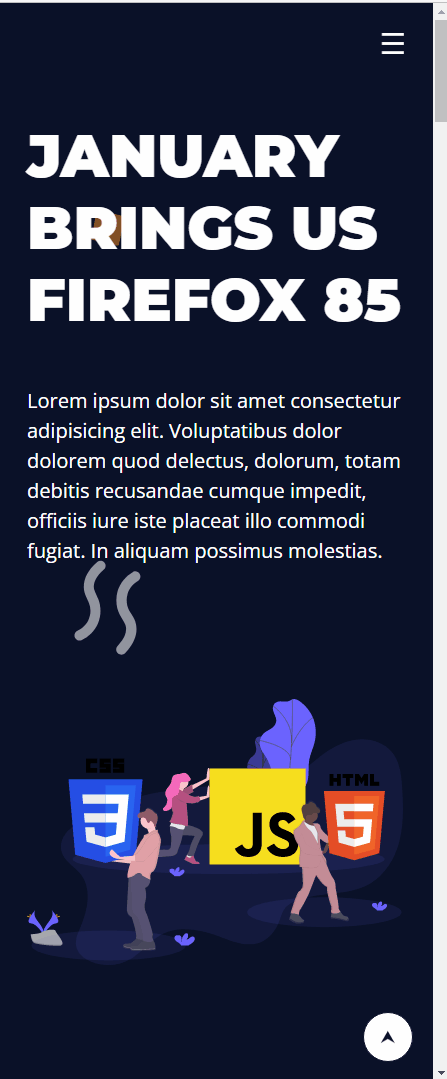 JANUARY
BRINGS US
FIREFOX 85
Lorem ipsum dolor sit amet consectetur
adipisicing elit. Voluptatibus dolor
dolorem quod delectus, dolorum, totam
debitis recusandae cumque impedit,
officiis iure iste placeat illo commodi
fugiat. In aliquam possimus molestias.
CSS
HTML
3
JS
5